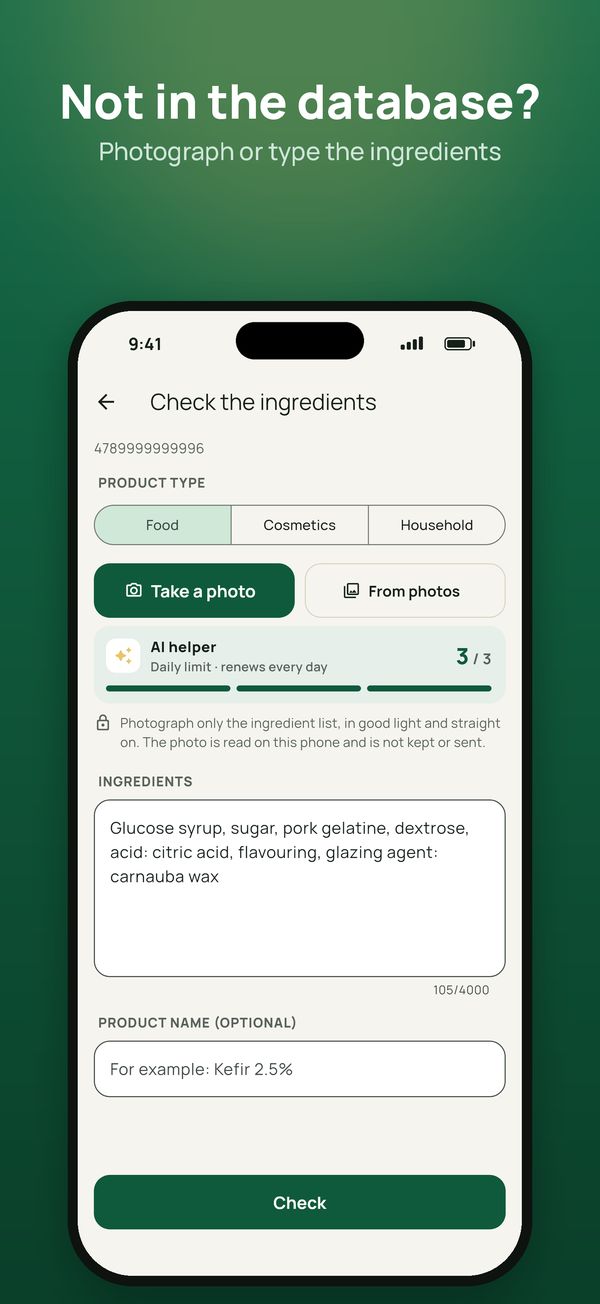 Not in the database?
Photograph or type the ingredients
9:41
Check the ingredients
4789999999996
PRODUCT TYPE
Food
Cosmetics
Household
Take a photo
From photos
AI helper
Daily limit · renews every day
3 / 3
Photograph only the ingredient list, in good light and straight
on. The photo is read on this phone and is not kept or sent.
INGREDIENTS
Glucose syrup, sugar, pork gelatine, dextrose,
acid: citric acid, flavouring, glazing agent:
carnauba wax
105/4000
PRODUCT NAME (OPTIONAL)
For example: Kefir 2.5%
Check